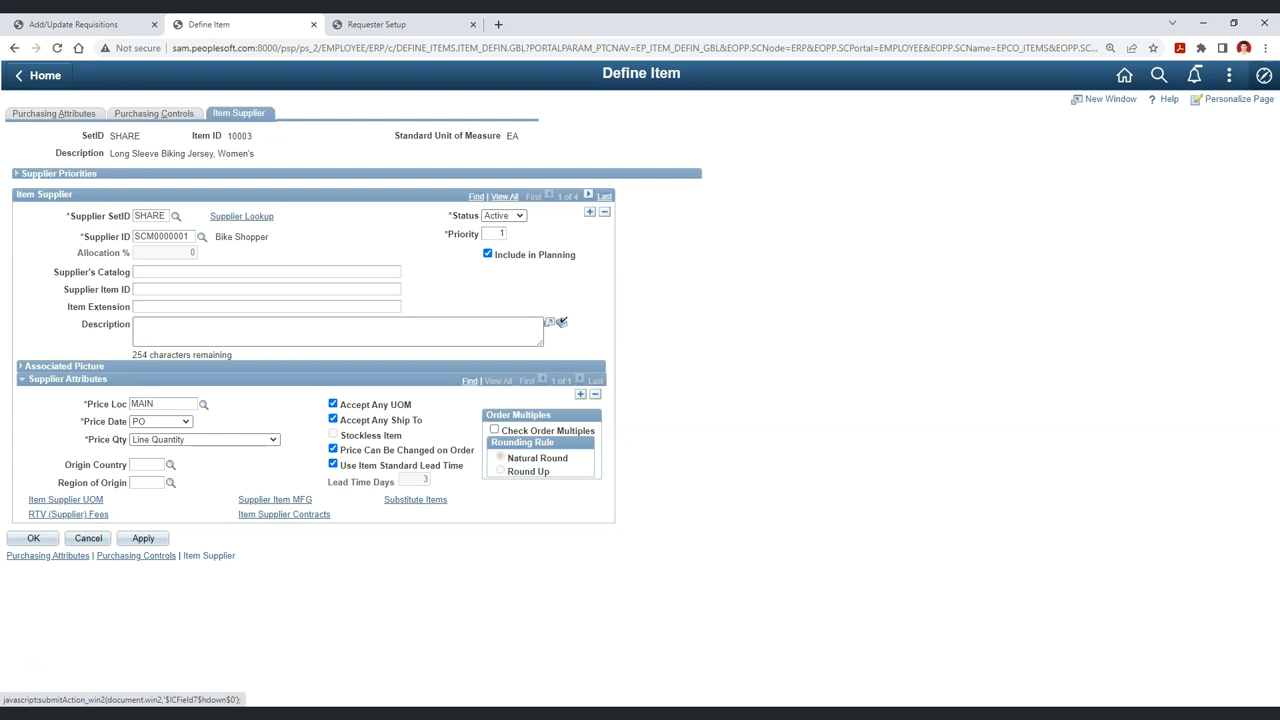 Add/Update Requisitions
Define Item
Requester Setup
Not secure
sam.peoplesoft.com:8000/psp/ps_2/EMPLOYEE/ERP/c/DEFINE_ITEMS.ITEM_DEFIN.GBL?PORTALPARAM_PTCNAV=EP_ITEM_DEFIN_GBL&EOPP.SCNode=ERP&EOPP.SCPortal=EMPLOYEE&EOPP.SCName=EPCO_ITEMS&EOPP.SC...
Home
Define Item
New Window
Help
Personalize Page
Purchasing Attributes
Purchasing Controls
Item Supplier
SetID SHARE Item ID 10003 Standard Unit of Measure EA
Description Long Sleeve Biking Jersey, Women's
Supplier Priorities
Item Supplier Find | View All First 1 of 4 Last
*Supplier SetID SHARE Supplier Lookup *Status Active
*Supplier ID SCM0000001 Bike Shopper *Priority 1
Allocation % 0 Include in Planning
Supplier's Catalog
Supplier Item ID
Item Extension
Description
254 characters remaining
Associated Picture
Supplier Attributes Find | View All First 1 of 1 Last
*Price Loc MAIN Accept Any UOM
*Price Date PO Accept Any Ship To
*Price Qty Line Quantity Stockless Item
Price Can Be Changed on Order
Origin Country Use Item Standard Lead Time
Region of Origin Lead Time Days 3
Order Multiples
Check Order Multiples
Rounding Rule
Natural Round
Round Up
Item Supplier UOM Supplier Item MFG Substitute Items
RTV (Supplier) Fees Item Supplier Contracts
OK Cancel Apply
Purchasing Attributes | Purchasing Controls | Item Supplier
javascript:submitAction_win2(document.win2,'$ICField7$hdown$0');